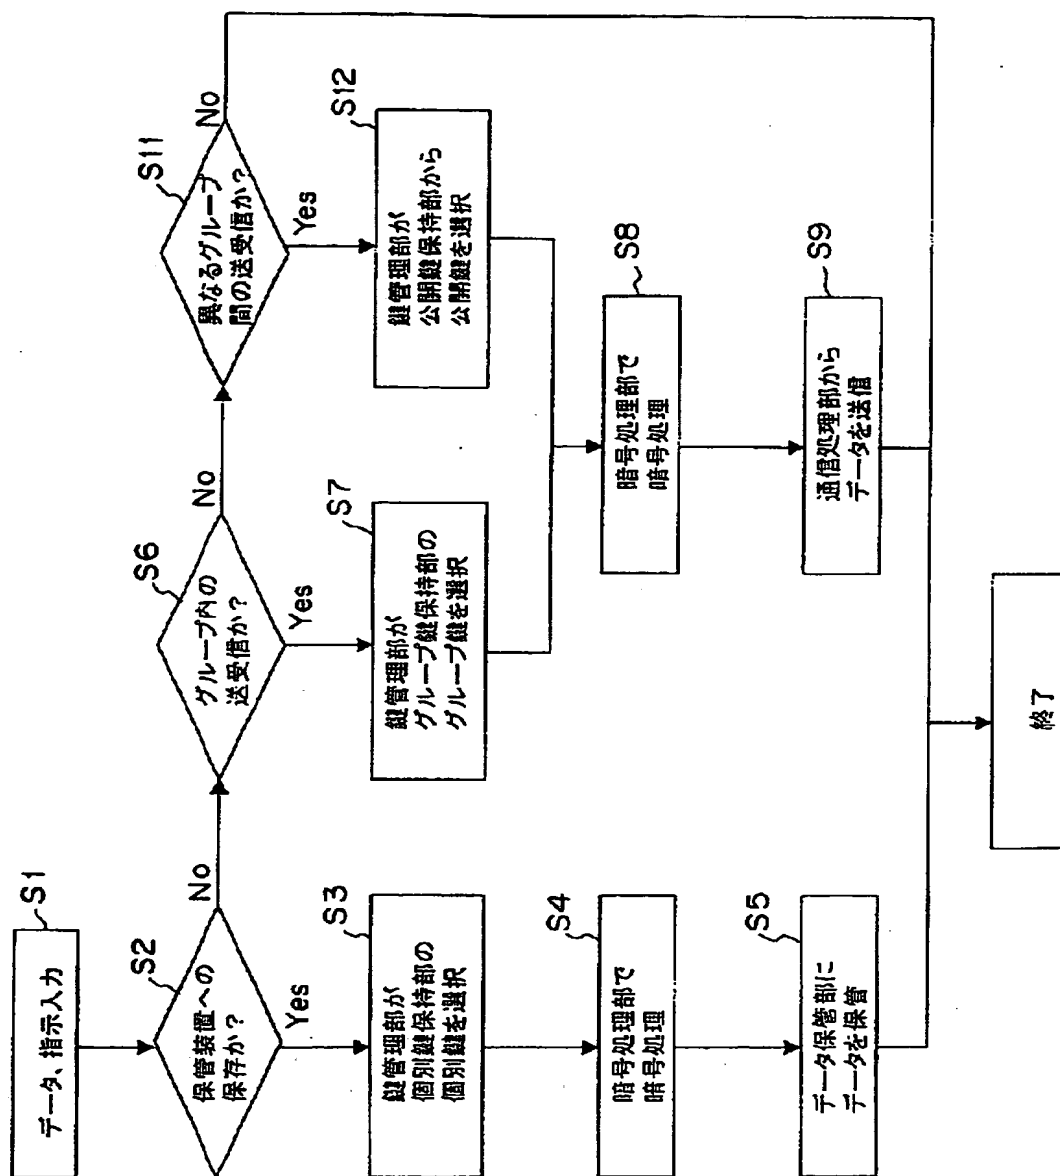 S1
データ、指示入力
S2
保管装置への
保存か?
No
Yes
S3
鍵管理部が
個別鍵保持部の
個別鍵を選択
S4
暗号処理部で
暗号処理
S5
データ保管部に
データを保管
S6
グループ内の
送受信か?
No
Yes
S7
鍵管理部が
グループ鍵保持部の
グループ鍵を選択
S11
異なるグループ
間の送受信か?
No
Yes
S12
鍵管理部が
公開鍵保持部から
公開鍵を選択
S8
暗号処理部で
暗号処理
S9
通信処理部から
データを送信
終了